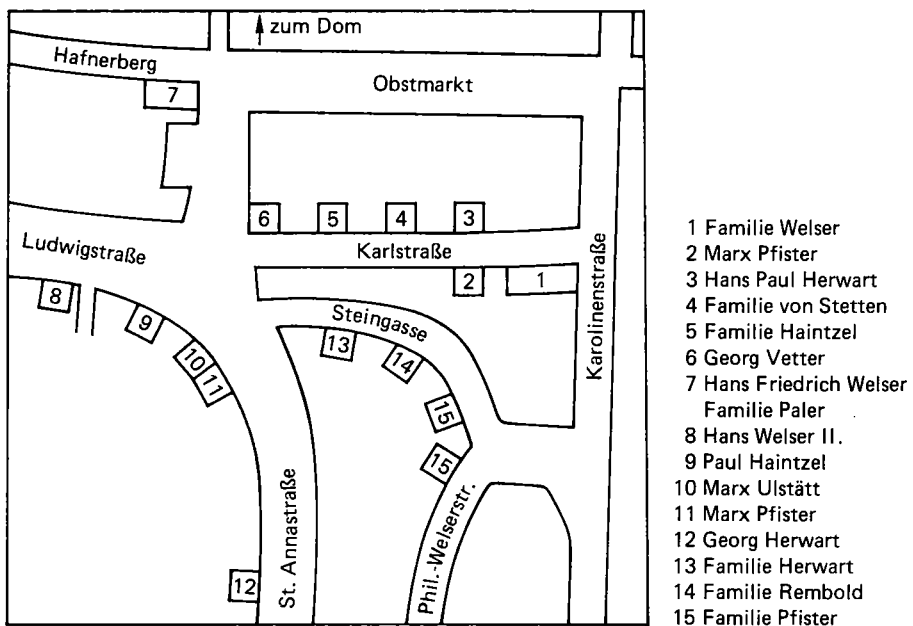 zum Dom
Hafnerberg
Obstmarkt
7
6
5
4
3
Ludwigstraße
Karlstraße
Karolinenstraße
8
2
1
9
Steingasse
13
10
14
11
15
15
St. Annastraße
Phil.-Welserstr.
12
1 Familie Welser
2 Marx Pfister
3 Hans Paul Herwart
4 Familie von Stetten
5 Familie Haintzel
6 Georg Vetter
7 Hans Friedrich Welser
Familie Paler
8 Hans Welser II.
9 Paul Haintzel
10 Marx Ulstätt
11 Marx Pfister
12 Georg Herwart
13 Familie Herwart
14 Familie Rembold
15 Familie Pfister